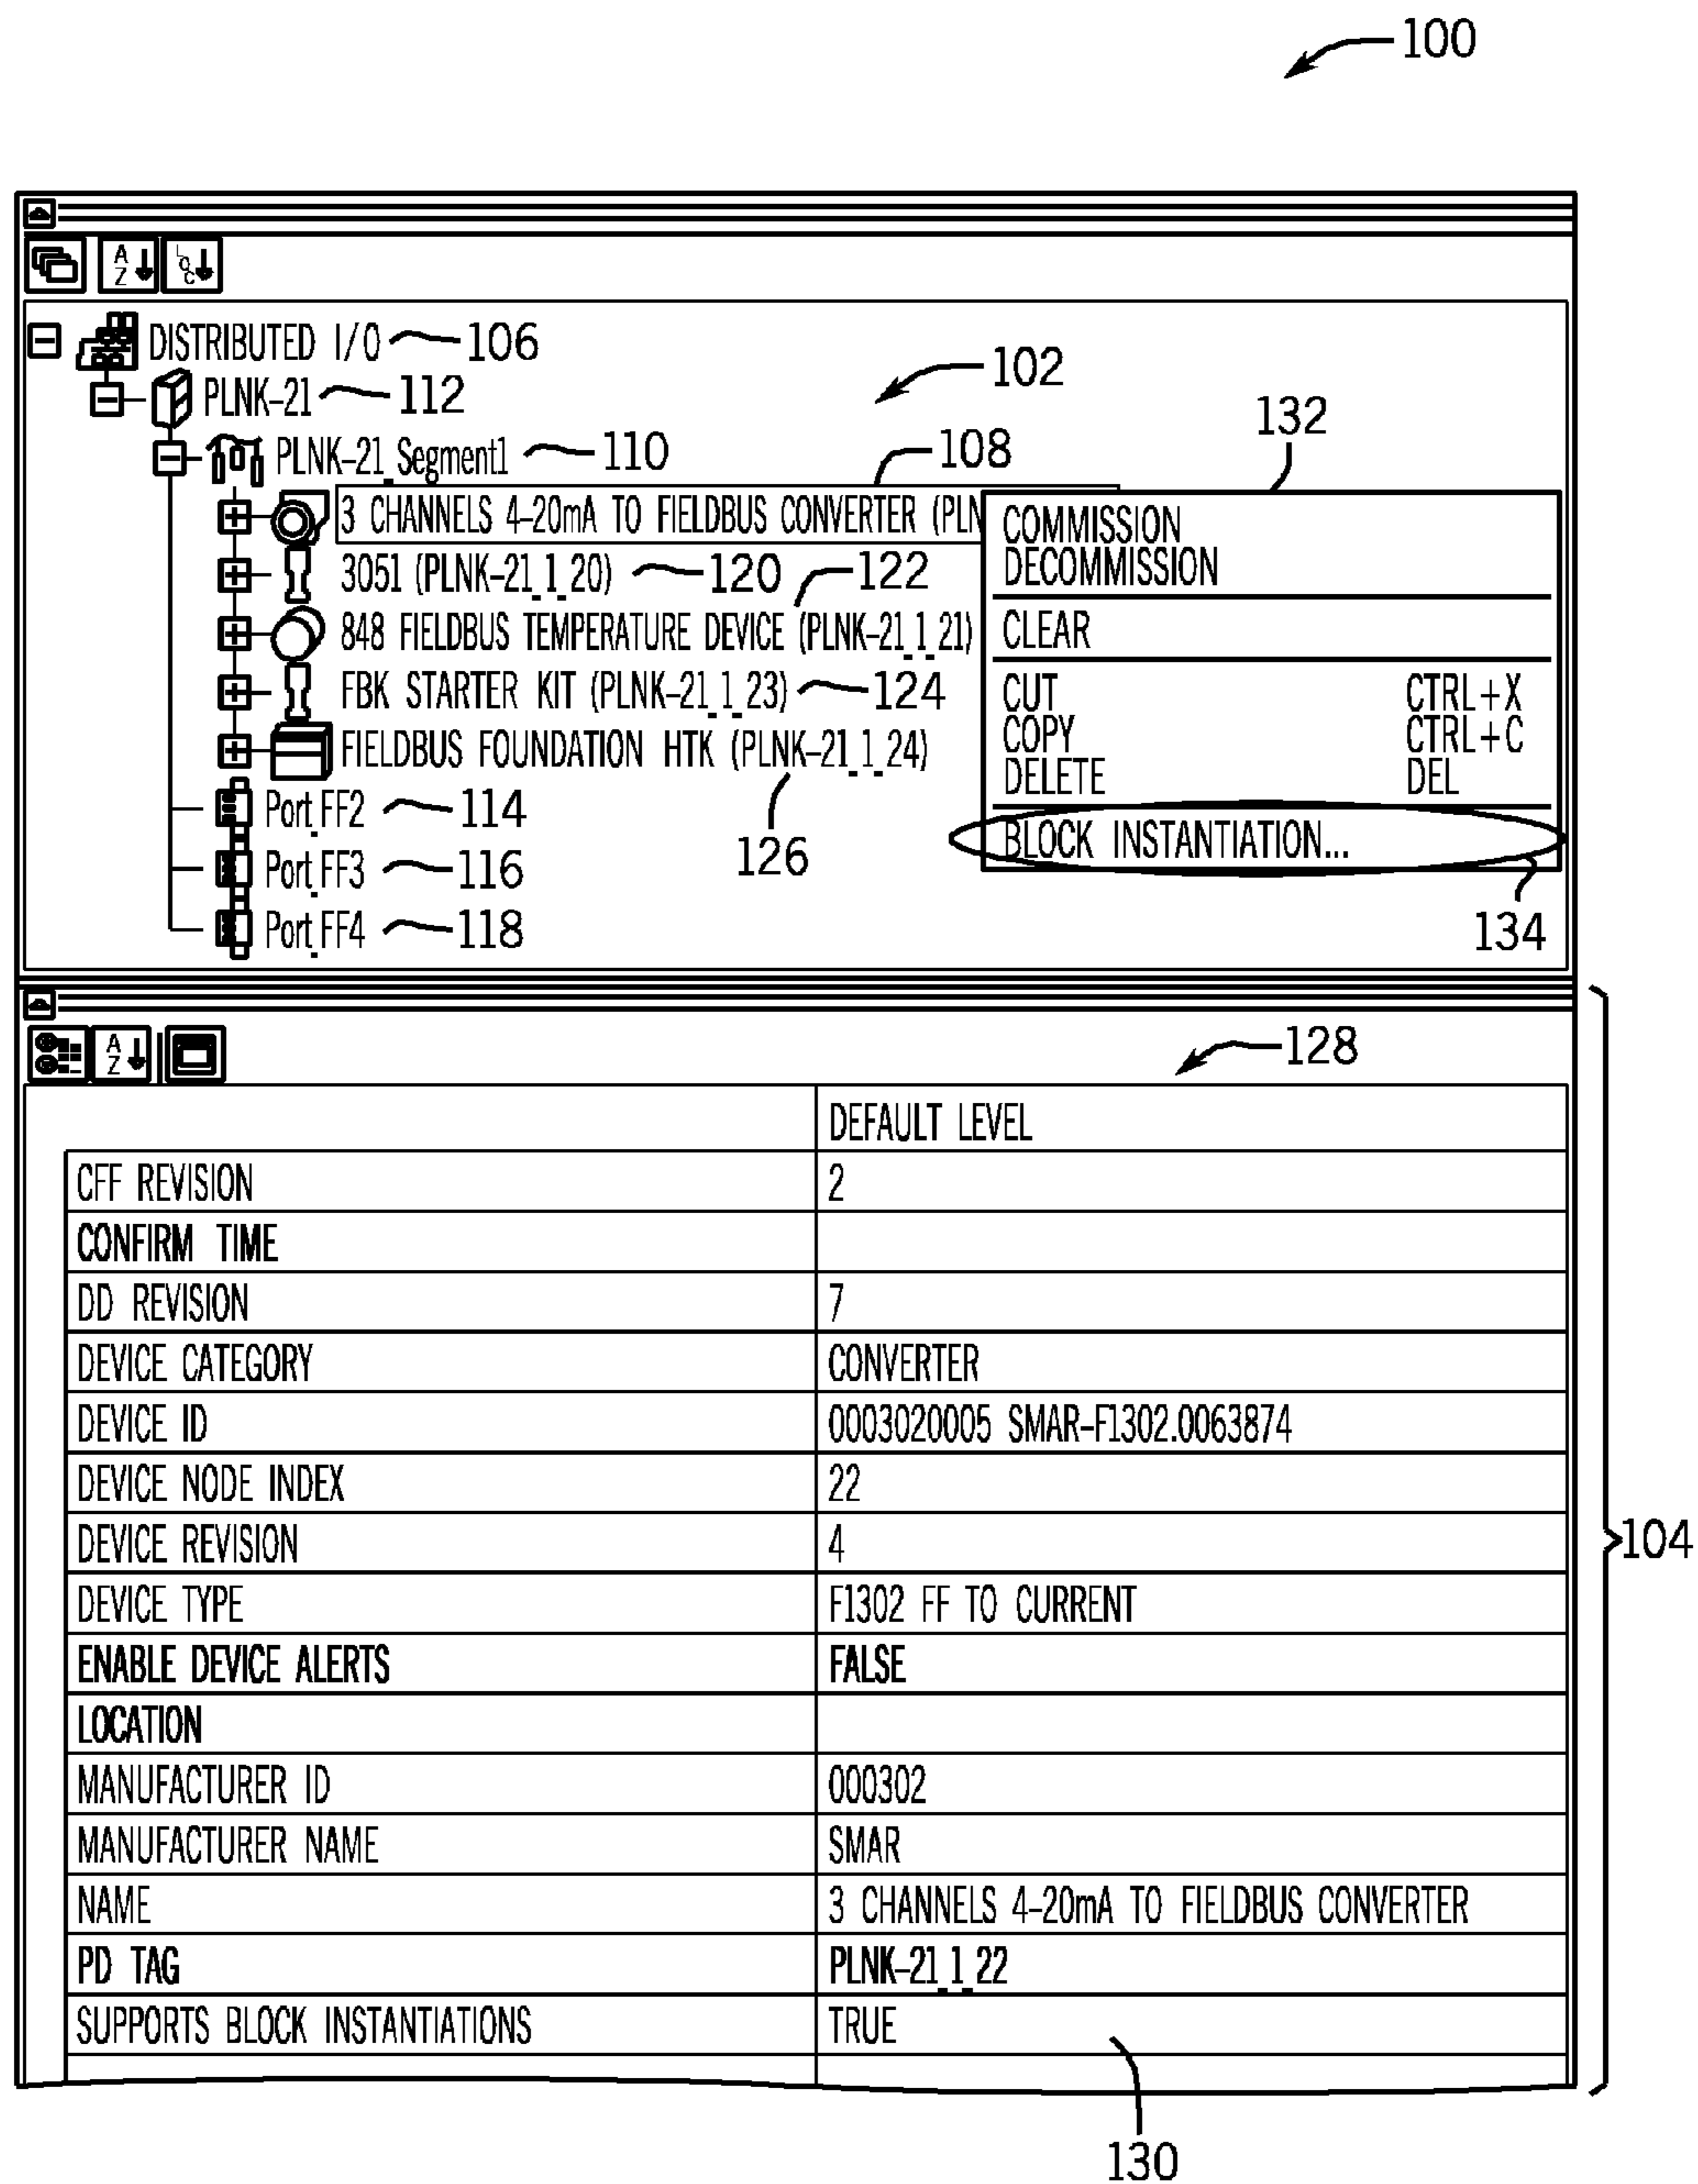 100
A Z
LOC
DISTRIBUTED I/O 106
102
PLNK-21 112
132
PLNK-21_Segment1 110
108
3 CHANNELS 4-20mA TO FIELDBUS CONVERTER (PLN
3051 (PLNK-21_1_20) 120
122
848 FIELDBUS TEMPERATURE DEVICE (PLNK-21_1_21)
FBK STARTER KIT (PLNK-21_1_23) 124
FIELDBUS FOUNDATION HTK (PLNK-21_1_24)
126
Port_FF2 114
Port_FF3 116
Port_FF4 118
COMMISSION
DECOMMISSION
CLEAR
CUT CTRL+X
COPY CTRL+C
DELETE DEL
BLOCK INSTANTIATION...
134
A Z
128
104
DEFAULT LEVEL
CFF REVISION 2
CONFIRM TIME
DD REVISION 7
DEVICE CATEGORY CONVERTER
DEVICE ID 0003020005 SMAR-F1302.0063874
DEVICE NODE INDEX 22
DEVICE REVISION 4
DEVICE TYPE F1302 FF TO CURRENT
ENABLE DEVICE ALERTS FALSE
LOCATION
MANUFACTURER ID 000302
MANUFACTURER NAME SMAR
NAME 3 CHANNELS 4-20mA TO FIELDBUS CONVERTER
PD TAG PLNK-21_1_22
SUPPORTS BLOCK INSTANTIATIONS TRUE
130